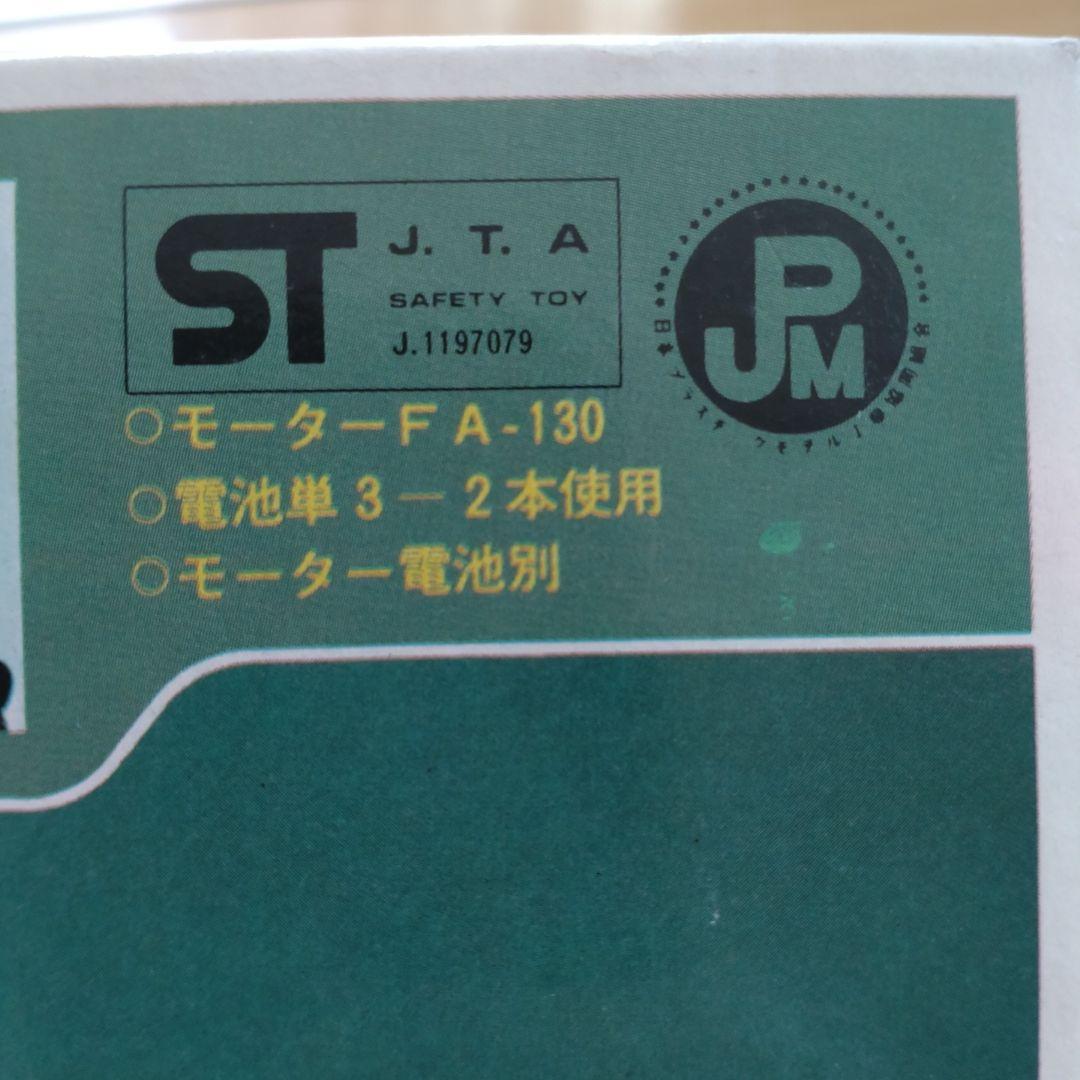 ST
J. T. A
SAFETY TOY
J.1197079
JPM
○モーターFA-130
○電池単3―2本使用
○モーター電池別